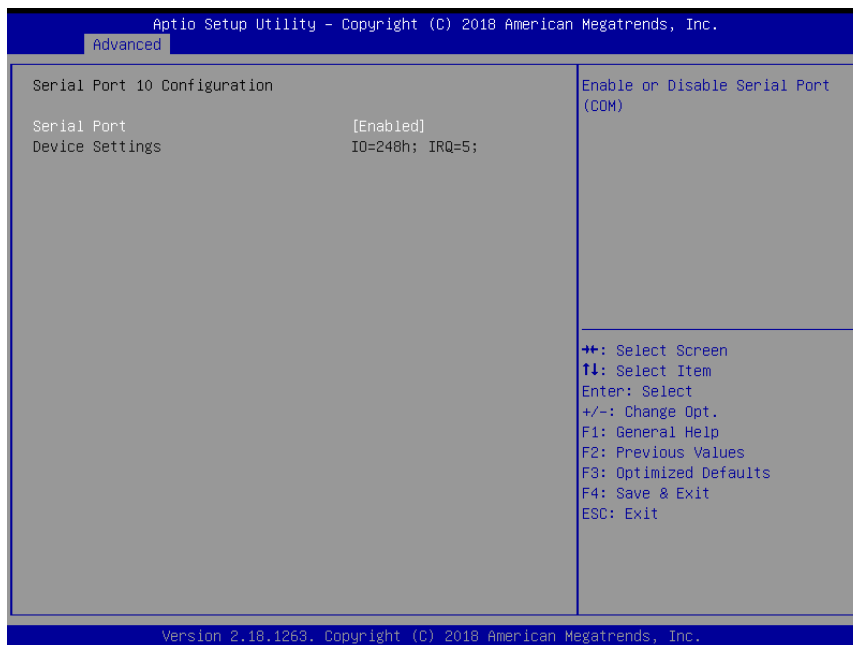 Aptio Setup Utility – Copyright (C) 2018 American Megatrends, Inc.
Advanced
Serial Port 10 Configuration
Serial Port [Enabled]
Device Settings IO=248h; IRQ=5;
Enable or Disable Serial Port
(COM)
→←: Select Screen
↑↓: Select Item
Enter: Select
+/-: Change Opt.
F1: General Help
F2: Previous Values
F3: Optimized Defaults
F4: Save & Exit
ESC: Exit
Version 2.18.1263. Copyright (C) 2018 American Megatrends, Inc.